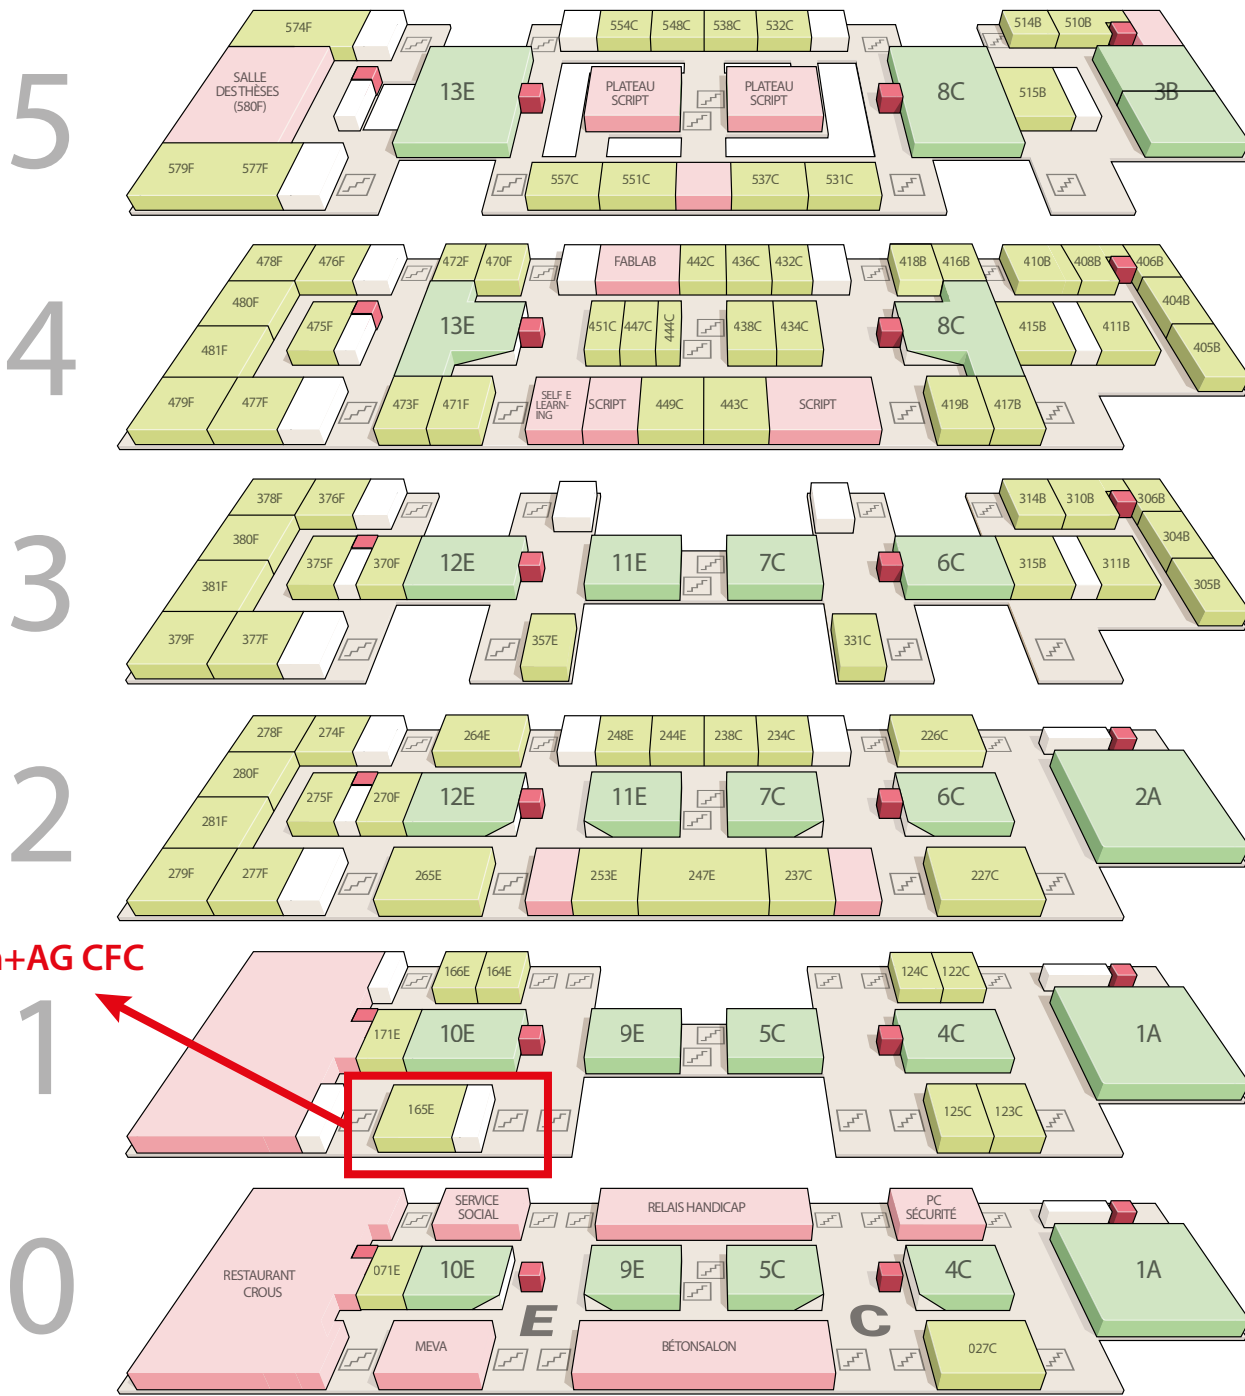 5
574F
554C 548C 538C 532C
514B 510B
SALLE
DES THÈSES
(580F)
13E
PLATEAU
SCRIPT
PLATEAU
SCRIPT
8C
515B
3B
579F 577F
557C 551C 537C 531C
4
478F 476F
472F 470F
FABLAB
442C 436C 432C
418B 416B
410B 408B 406B
480F
475F
13E
451C 447C 444C
438C 434C
8C
415B 411B
404B
481F
405B
479F 477F
473F 471F
SELF E
LEARN-
ING
SCRIPT
449C 443C
SCRIPT
419B 417B
3
378F 376F
314B 310B 306B
380F
375F 370F
12E
11E
7C
6C
315B 311B
304B
381F
305B
379F 377F
357E
331C
2
278F 274F
264E
248E 244E 238C 234C
226C
280F
275F 270F
12E
11E
7C
6C
2A
281F
279F 277F
265E
253E 247E 237C
227C
+AG CFC
1
166E 164E
124C 122C
171E
10E
9E
5C
4C
1A
165E
125C 123C
0
SERVICE
SOCIAL
RELAIS HANDICAP
PC
SÉCURITÉ
RESTAURANT
CROUS
071E
10E
9E
5C
4C
1A
E
C
MEVA
BÉTONSALON
027C